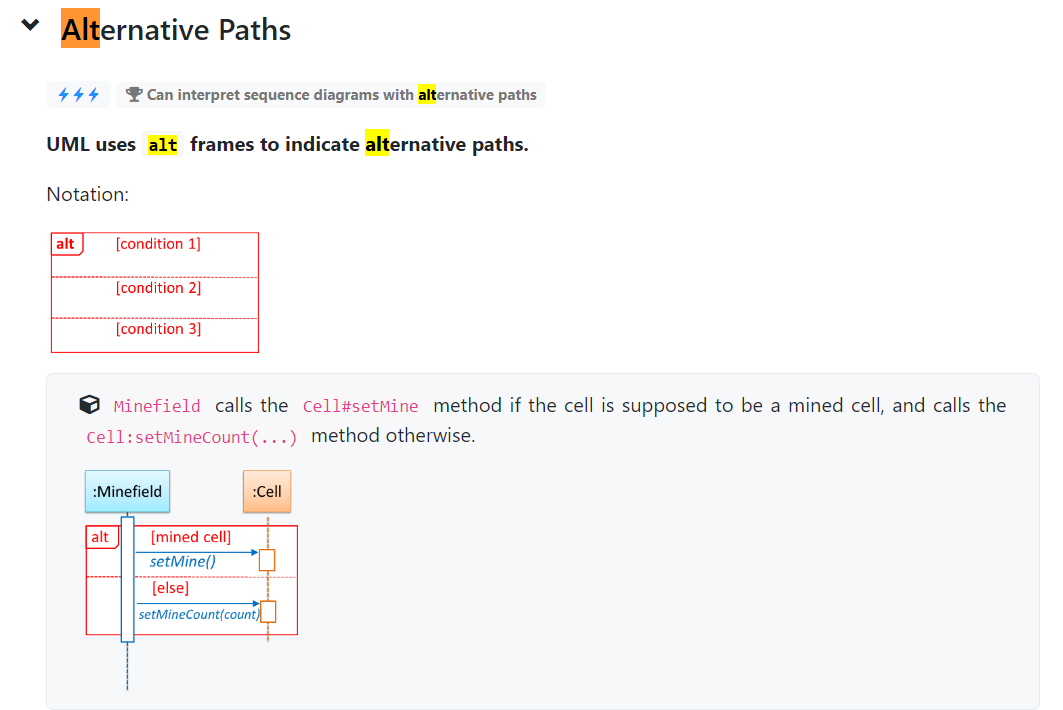 Alternative Paths
Can interpret sequence diagrams with alternative paths
UML uses alt frames to indicate alternative paths.
Notation:
alt [condition 1]
[condition 2]
[condition 3]
Minefield calls the Cell#setMine method if the cell is supposed to be a mined cell, and calls the
Cell:setMineCount(...) method otherwise.
:Minefield :Cell
alt [mined cell]
setMine()
[else]
setMineCount(count)